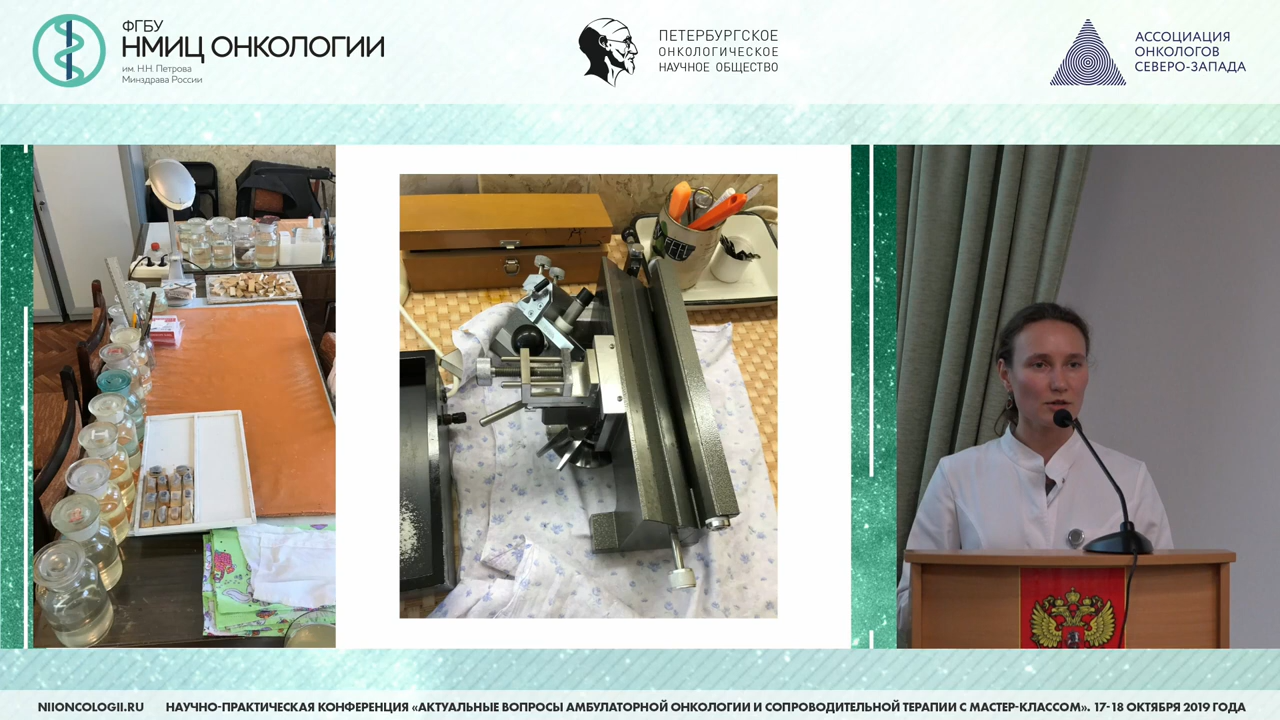 ФГБУ
НМИЦ ОНКОЛОГИИ
им. Н.Н. Петрова
Минздрава России
ПЕТЕРБУРГСКОЕ
ОНКОЛОГИЧЕСКОЕ
НАУЧНОЕ ОБЩЕСТВО
АССОЦИАЦИЯ
ОНКОЛОГОВ
СЕВЕРО-ЗАПАДА
NIIONCOLOGII.RU НАУЧНО-ПРАКТИЧЕСКАЯ КОНФЕРЕНЦИЯ «АКТУАЛЬНЫЕ ВОПРОСЫ АМБУЛАТОРНОЙ ОНКОЛОГИИ И СОПРОВОДИТЕЛЬНОЙ ТЕРАПИИ С МАСТЕР-КЛАССОМ». 17-18 ОКТЯБРЯ 2019 ГОДА